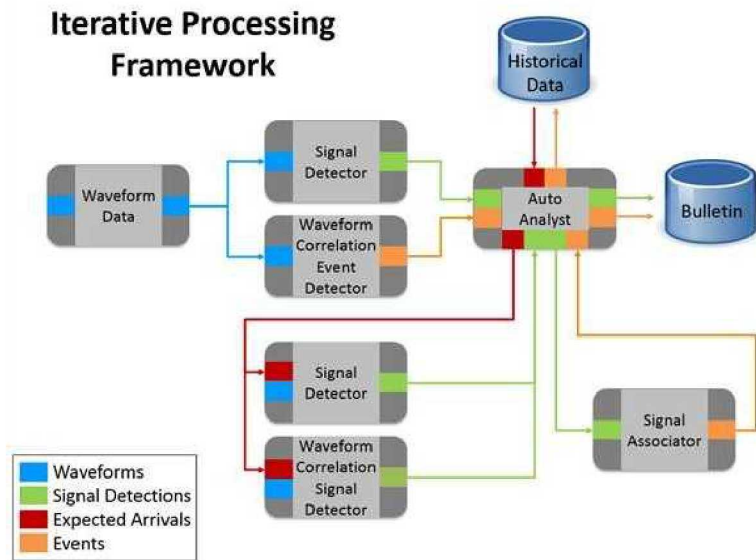 Iterative Processing
Framework
Historical
Data
Signal
Detector
Waveform
Data
Auto
Analyst
Bulletin
Waveform
Correlation
Event
Detector
Signal
Detector
Signal
Associator
Waveform
Correlation
Signal
Detector
Waveforms
Signal Detections
Expected Arrivals
Events